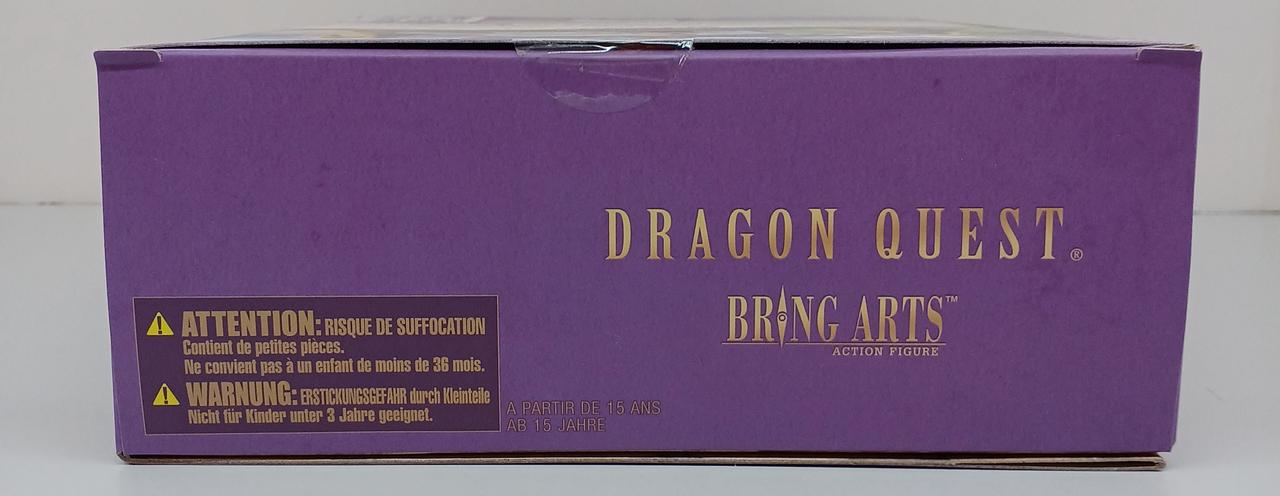 DRAGON QUEST®
BRING ARTS™
ACTION FIGURE
ATTENTION: RISQUE DE SUFFOCATION
Contient de petites pièces.
Ne convient pas à un enfant de moins de 36 mois.
WARNUNG: ERSTICKUNGSGEFAHR durch Kleinteile
Nicht für Kinder unter 3 Jahre geeignet.
A PARTIR DE 15 ANS
AB 15 JAHRE